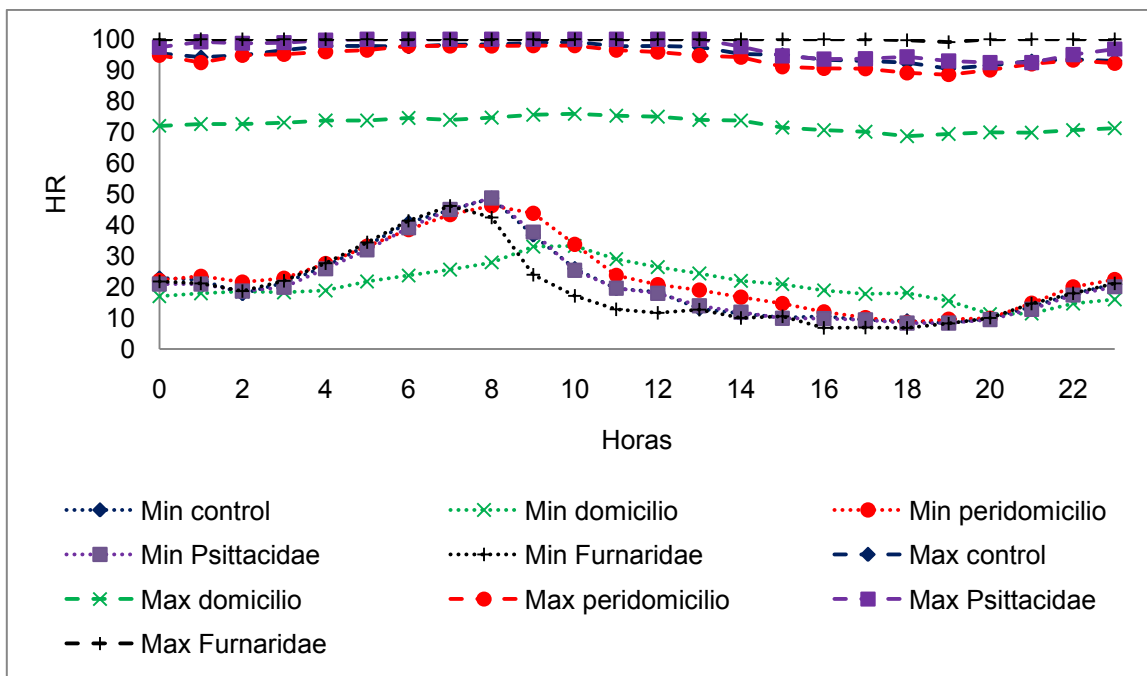 100
90
80
70
60
50
40
30
20
10
0
HR
0 2 4 6 8 10 12 14 16 18 20 22
Horas
Min control Min domicilio Min peridomicilio
Min Psittacidae Min Furnaridae Max control
Max domicilio Max peridomicilio Max Psittacidae
Max Furnaridae